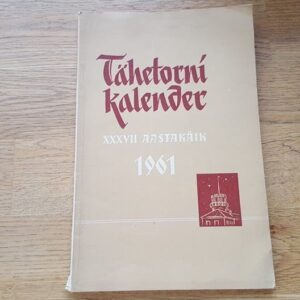 Tähetorni
kalender
XXXVII AASTAKÄIK
1961